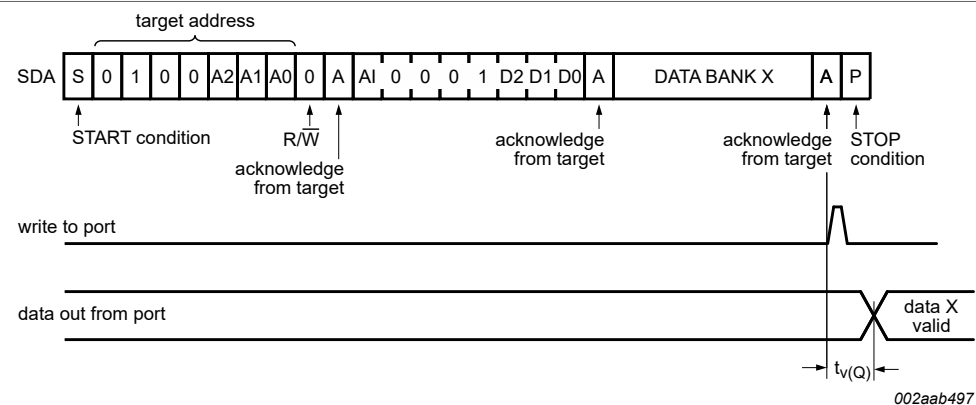 target address
SDA S 0 1 0 0 A2 A1 A0 0 A AI 0 0 0 1 D2 D1 D0 A DATA BANK X A P
START condition
R/W̅
acknowledge
from target
acknowledge
from target
acknowledge
from target
STOP
condition
write to port
data out from port
data X
valid
tv(Q)
002aab497